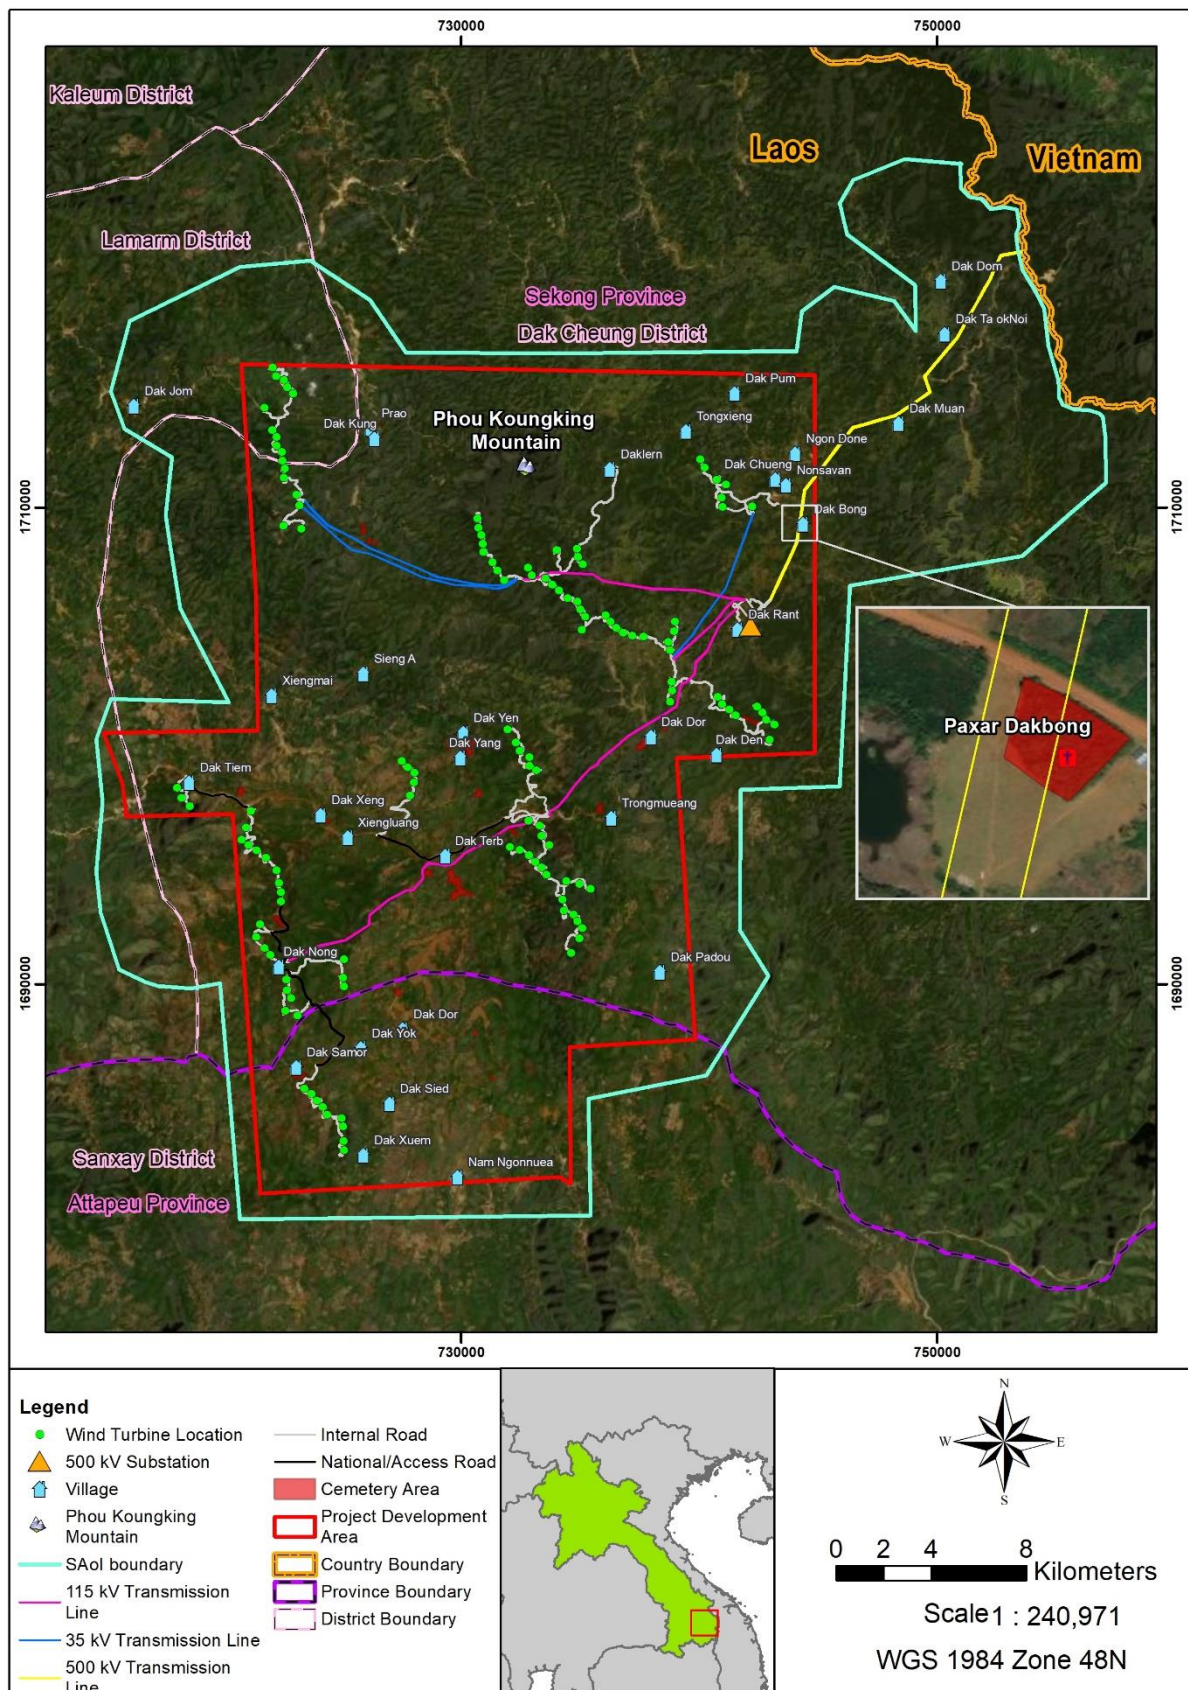 730000
750000
Kaleum District
Laos
Vietnam
Lamarm District
Dak Dom
Sekong Province
Dak Cheung District
Dak Ta okNoi
Dak Pum
Dak Jom
Prao
Dak Kung
Phou Koungking
Mountain
Tongxieng
Dak Muan
Ngon Done
Daklern
Dak Chueng
Nonsavan
1710000
1710000
Dak Bong
Dak Rant
Sieng A
Xiengmai
Paxar Dakbong
Dak Yen
Dak Dor
Dak Yang
Dak Den
Dak Tiem
Dak Xeng
Trongmueang
Xiengluang
Dak Terb
Dak Nong
Dak Padou
1690000
1690000
Dak Dor
Dak Yok
Dak Samor
Dak Sied
Dak Xuem
Sanxay District
Nam Ngonnuea
Attapeu Province
730000
750000
Legend
Wind Turbine Location
500 kV Substation
Village
Phou Koungking
Mountain
SAoI boundary
115 kV Transmission
Line
35 kV Transmission Line
500 kV Transmission
Line
Internal Road
National/Access Road
Cemetery Area
Project Development
Area
Country Boundary
Province Boundary
District Boundary
N
W
E
S
0 2 4 8
Kilometers
Scale1 : 240,971
WGS 1984 Zone 48N